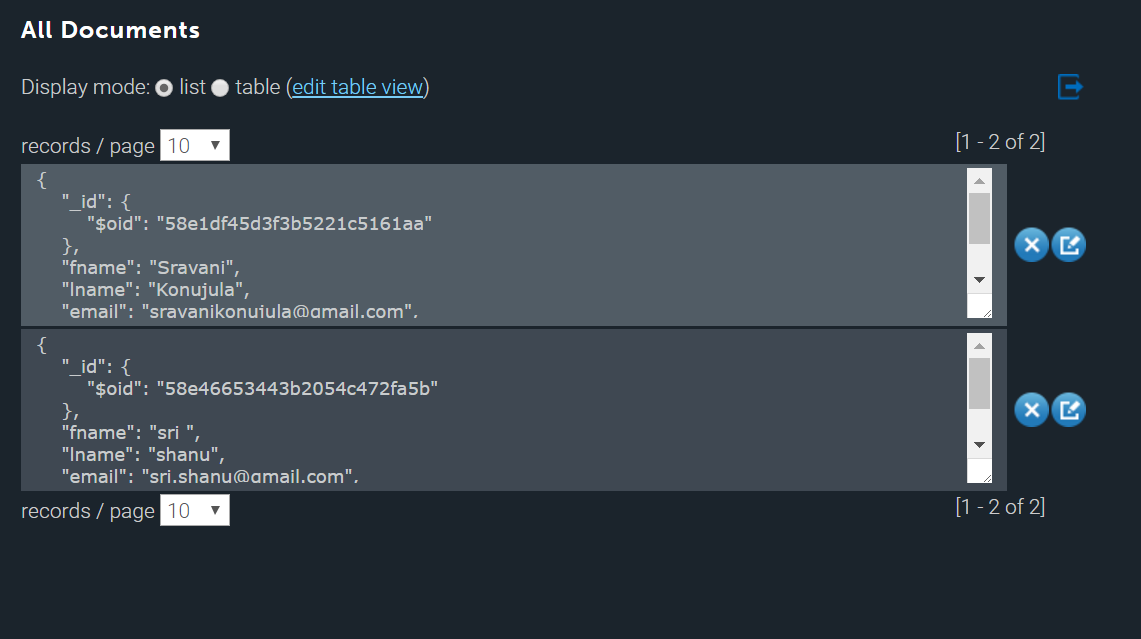 All Documents
Display mode: list table (edit table view)
records / page 10 [1 - 2 of 2]
{
"_id": {
"$oid": "58e1df45d3f3b5221c5161aa"
},
"fname": "Sravani",
"lname": "Konujula",
"email": "sravanikonujula@gmail.com",
{
"_id": {
"$oid": "58e46653443b2054c472fa5b"
},
"fname": "sri ",
"lname": "shanu",
"email": "sri.shanu@gmail.com",
records / page 10 [1 - 2 of 2]